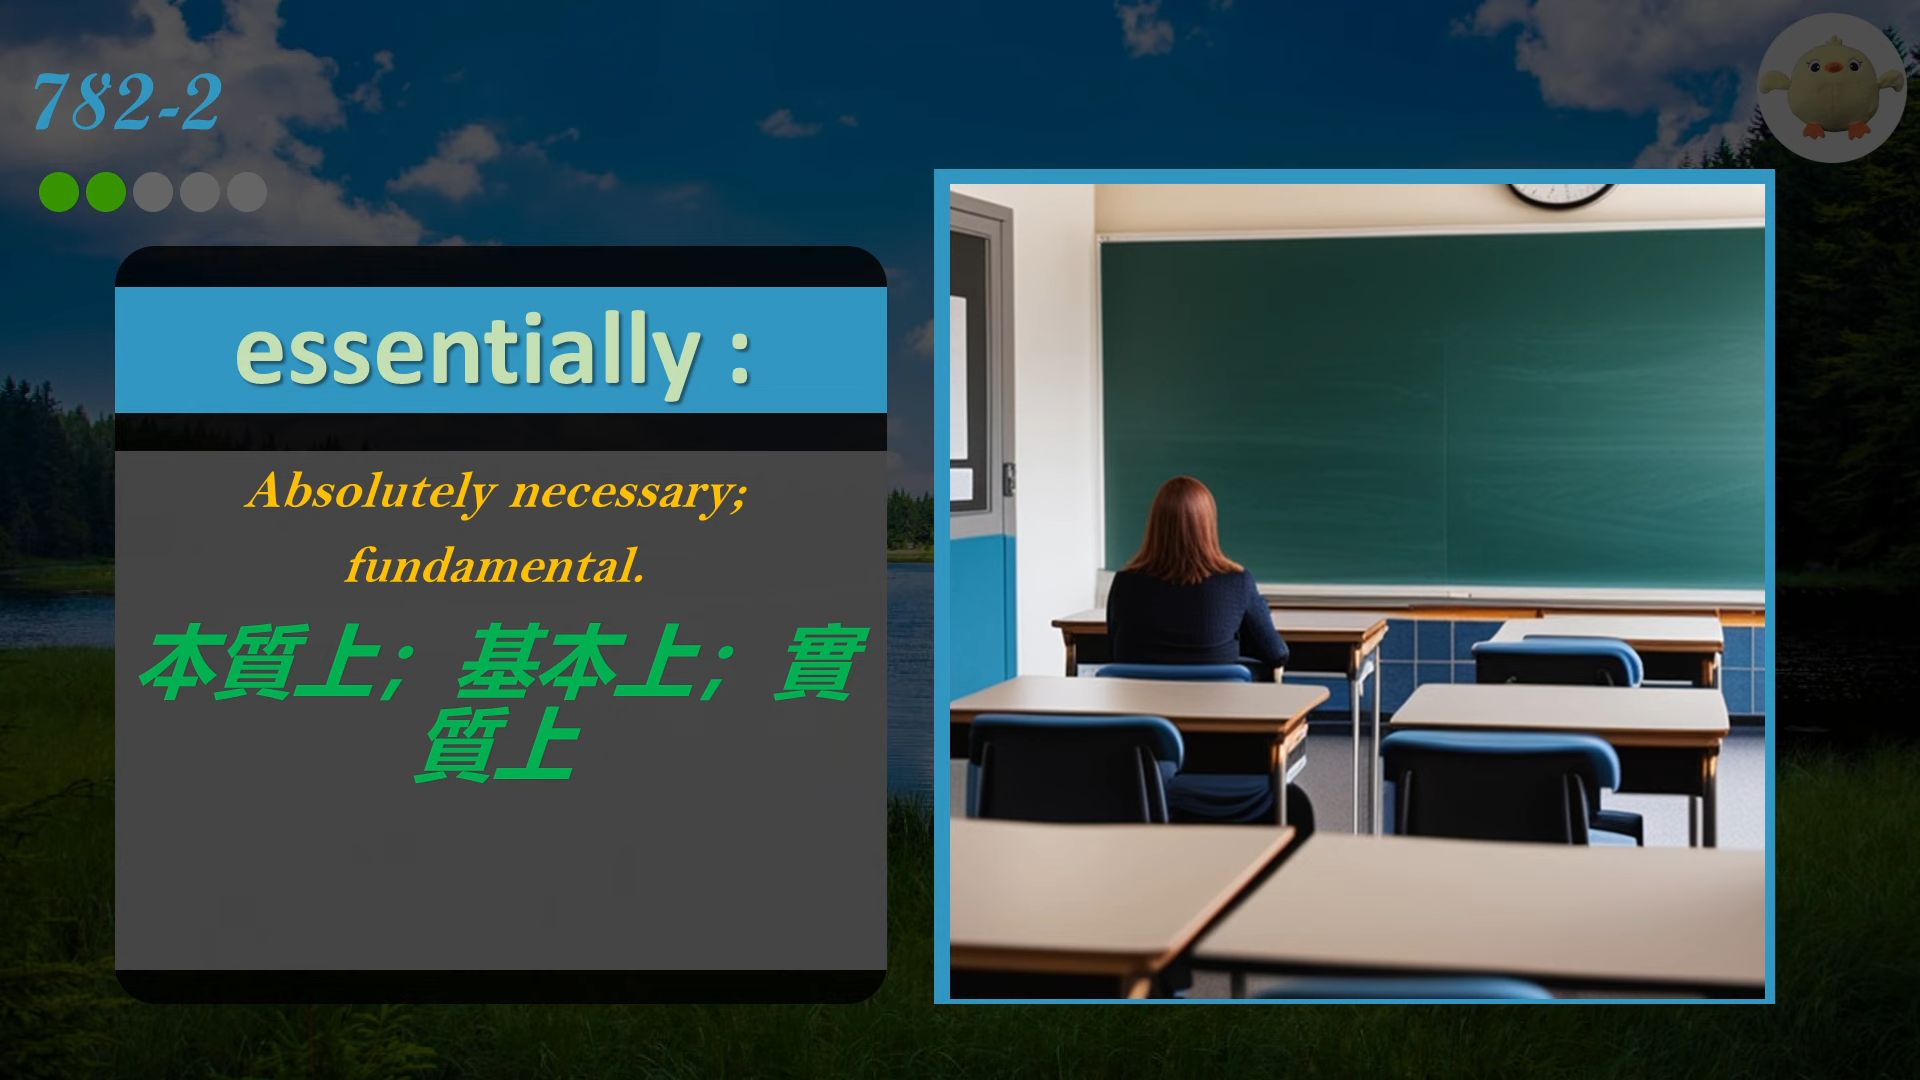 782-2
essentially :
Absolutely necessary;
fundamental.
本質上；基本上；實
質上